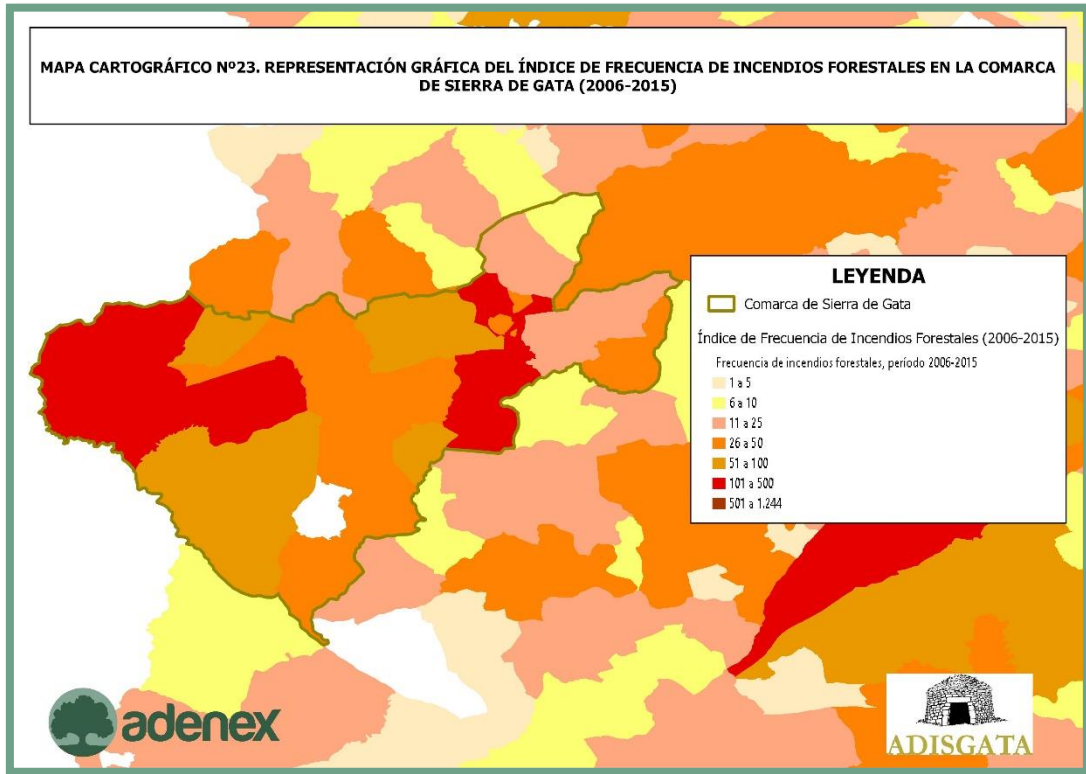 MAPA CARTOGRÁFICO Nº23. REPRESENTACIÓN GRÁFICA DEL ÍNDICE DE FRECUENCIA DE INCENDIOS FORESTALES EN LA COMARCA
DE SIERRA DE GATA (2006-2015)
LEYENDA
Comarca de Sierra de Gata
Índice de Frecuencia de Incendios Forestales (2006-2015)
Frecuencia de incendios forestales, período 2006-2015
1 a 5
6 a 10
11 a 25
26 a 50
51 a 100
101 a 500
501 a 1.244
adenex
ADISGATA